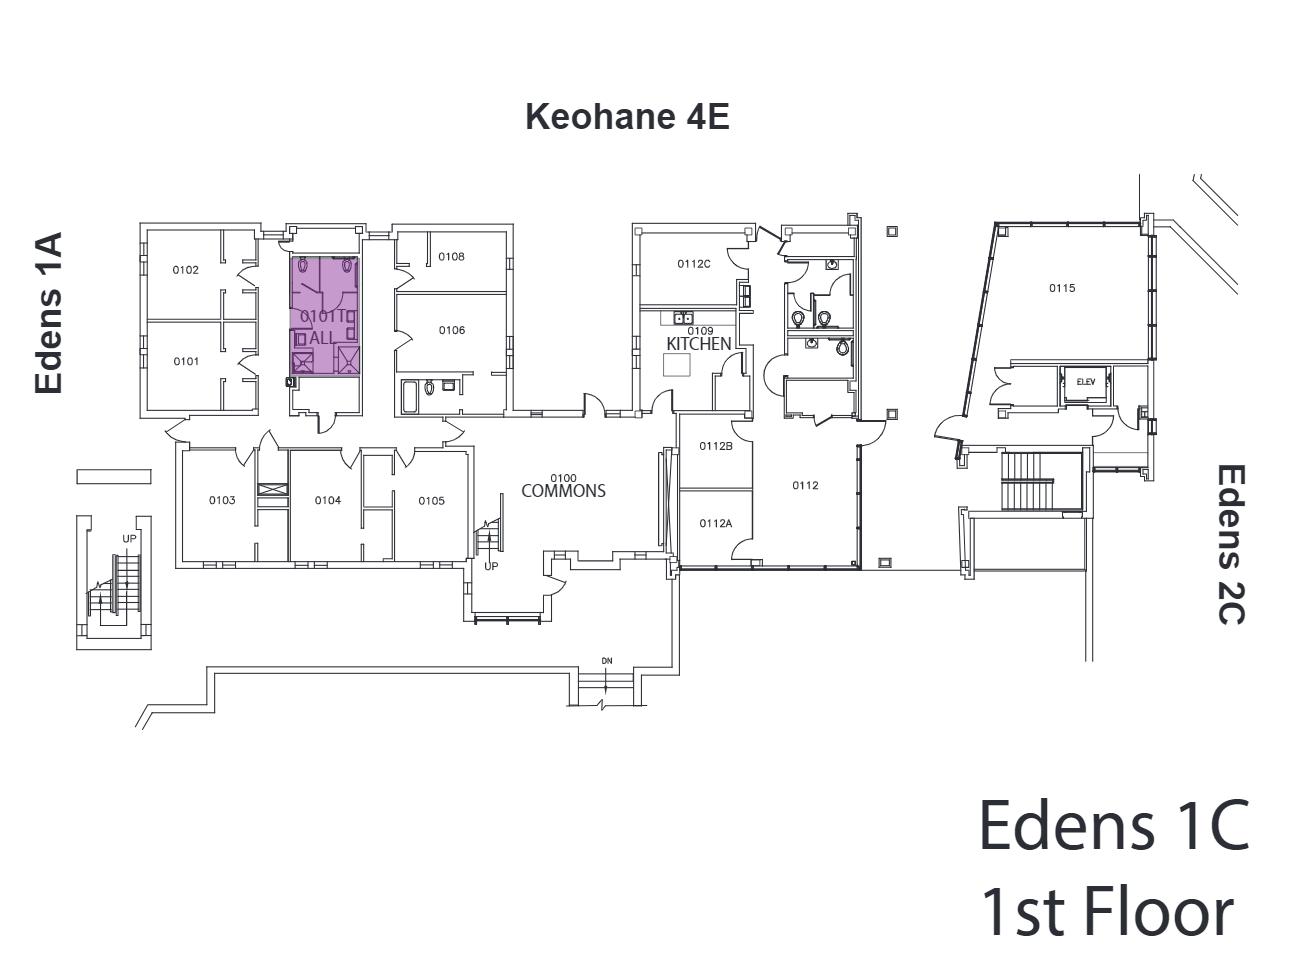 Keohane 4E
Edens 1A
0102
0108
0112C
0115
0101T
ALL
0106
0109
KITCHEN
0101
ELEV
0112B
0103
0104
0105
0100
COMMONS
0112
0112A
UP
UP
Edens 2C
DN
Edens 1C
1st Floor